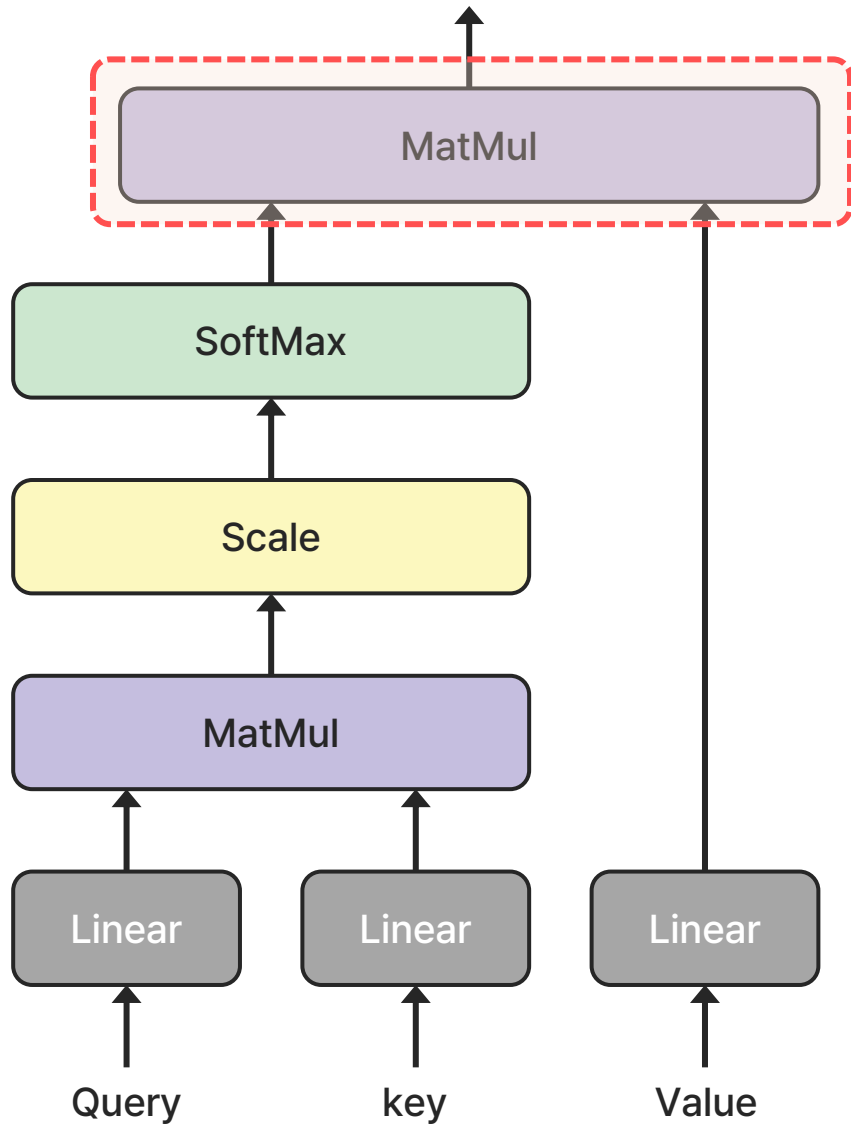 MatMul
SoftMax
Scale
MatMul
Linear
Linear
Linear
Query
key
Value